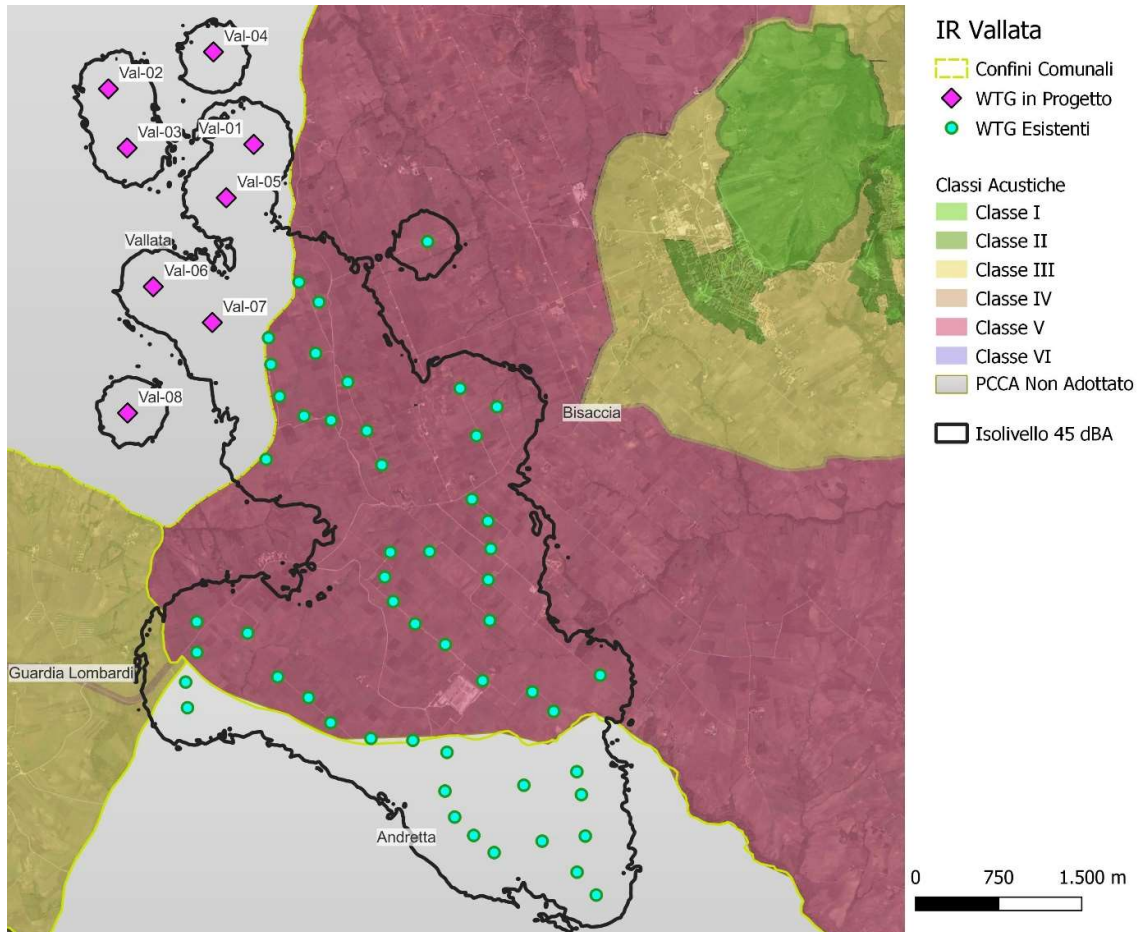 Val-04
Val-02
Val-03
Val-01
Val-05
Vallata
Val-06
Val-07
Val-08
Bisaccia
Guardia Lombardi
Andretta
IR Vallata
Confini Comunali
WTG in Progetto
WTG Esistenti
Classi Acustiche
Classe I
Classe II
Classe III
Classe IV
Classe V
Classe VI
PCCA Non Adottato
Isolivello 45 dBA
0 750 1.500 m